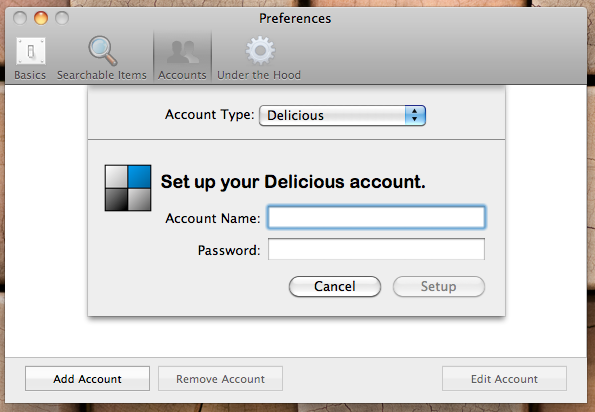 Preferences
Basics Searchable Items Accounts Under the Hood
Account Type: Delicious
Set up your Delicious account.
Account Name:
Password:
Cancel Setup
Add Account Remove Account Edit Account